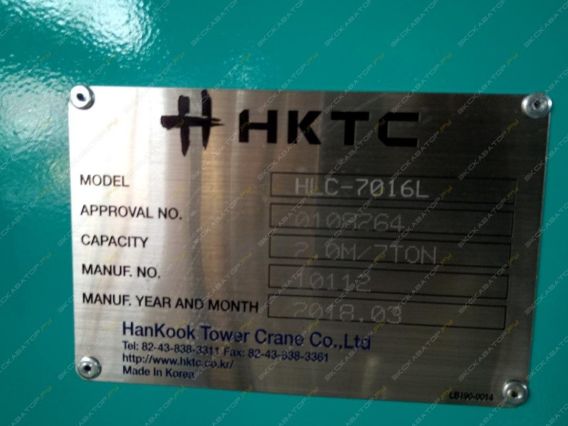 HKTC
MODEL HLC-7016L
APPROVAL NO. 0108264
CAPACITY 2.0M/7TON
MANUF. NO. 10112
MANUF. YEAR AND MONTH 2018.03
HanKook Tower Crane Co.,Ltd
Tel: 82-43-838-3311 Fax: 82-43-838-3361
http://www.hktc.co.kr/
Made in Korea
LB190-0014